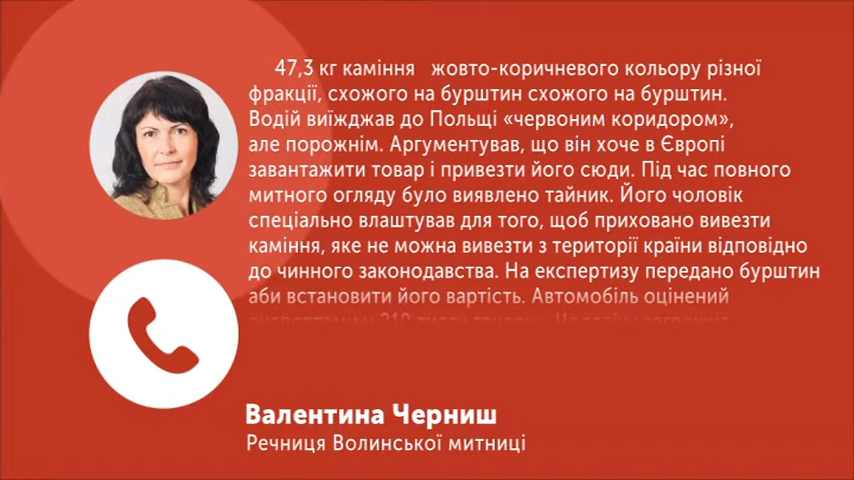 47,3 кг каміння жовто-коричневого кольору різної
фракції, схожого на бурштин схожого на бурштин.
Водій виїжджав до Польщі «червоним коридором»,
але порожнім. Аргументував, що він хоче в Європі
завантажити товар і привезти його сюди. Під час повного
митного огляду було виявлено тайник. Його чоловік
спеціально влаштував для того, щоб приховано вивезти
каміння, яке не можна вивезти з території країни відповідно
до чинного законодавства. На експертизу передано бурштин
аби встановити його вартість. Автомобіль оцінений
Валентина Черниш
Речниця Волинської митниці